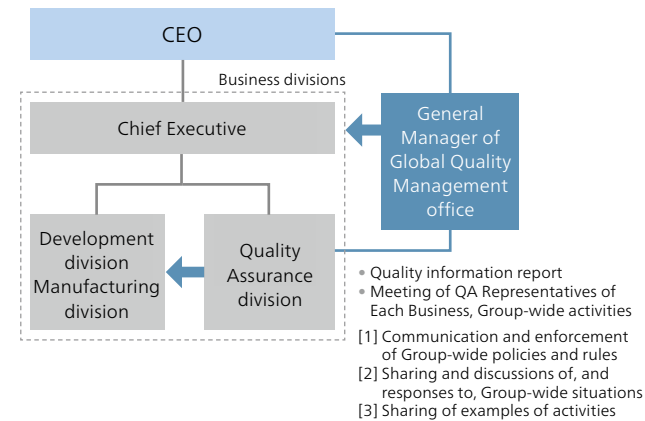 CEO
Business divisions
Chief Executive
General
Manager of
Global Quality
Management
office
Development
division
Manufacturing
division
Quality
Assurance
division
• Quality information report
• Meeting of QA Representatives of
Each Business, Group-wide activities
[1] Communication and enforcement
of Group-wide policies and rules
[2] Sharing and discussions of, and
responses to, Group-wide situations
[3] Sharing of examples of activities